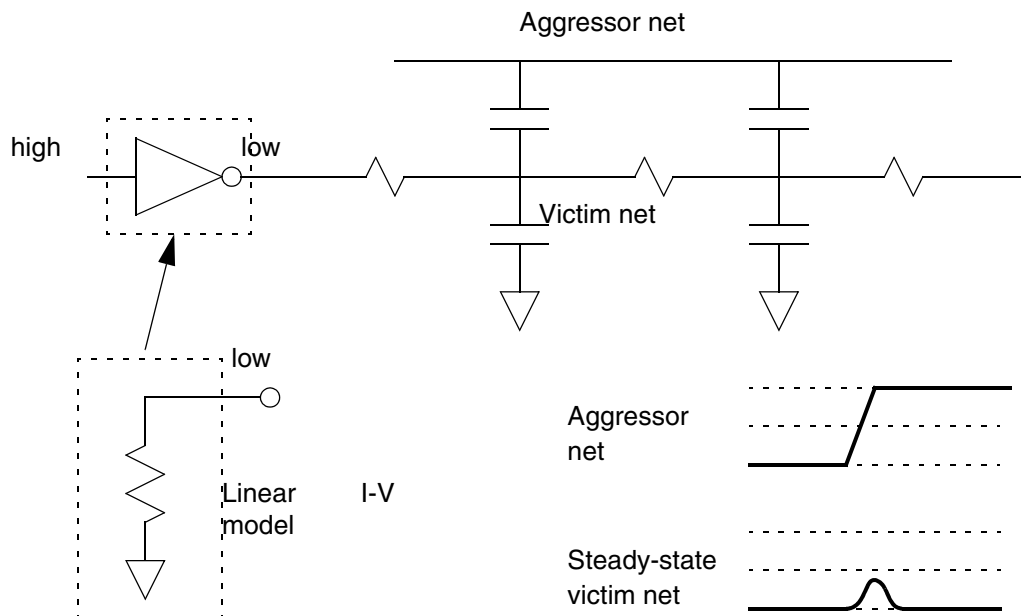 Aggressor net
high
low
Victim net
low
Linear I-V
model
Aggressor
net
Steady-state
victim net